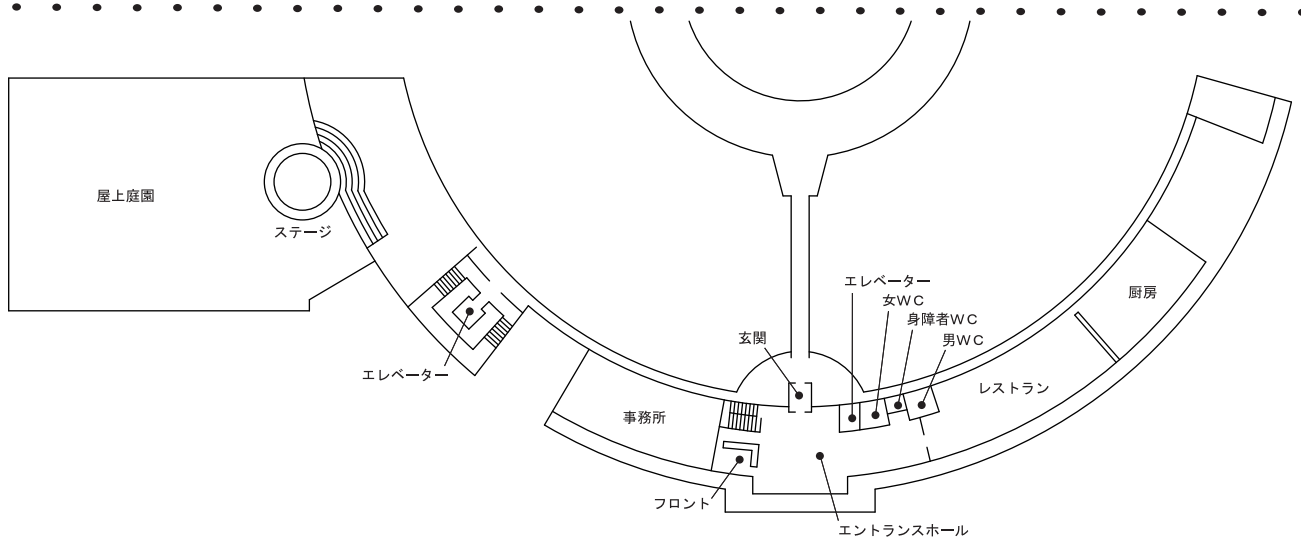 屋上庭園
ステージ
エレベーター
事務所
フロント
玄関
エントランスホール
エレベーター
女WC
身障者WC
男WC
レストラン
厨房